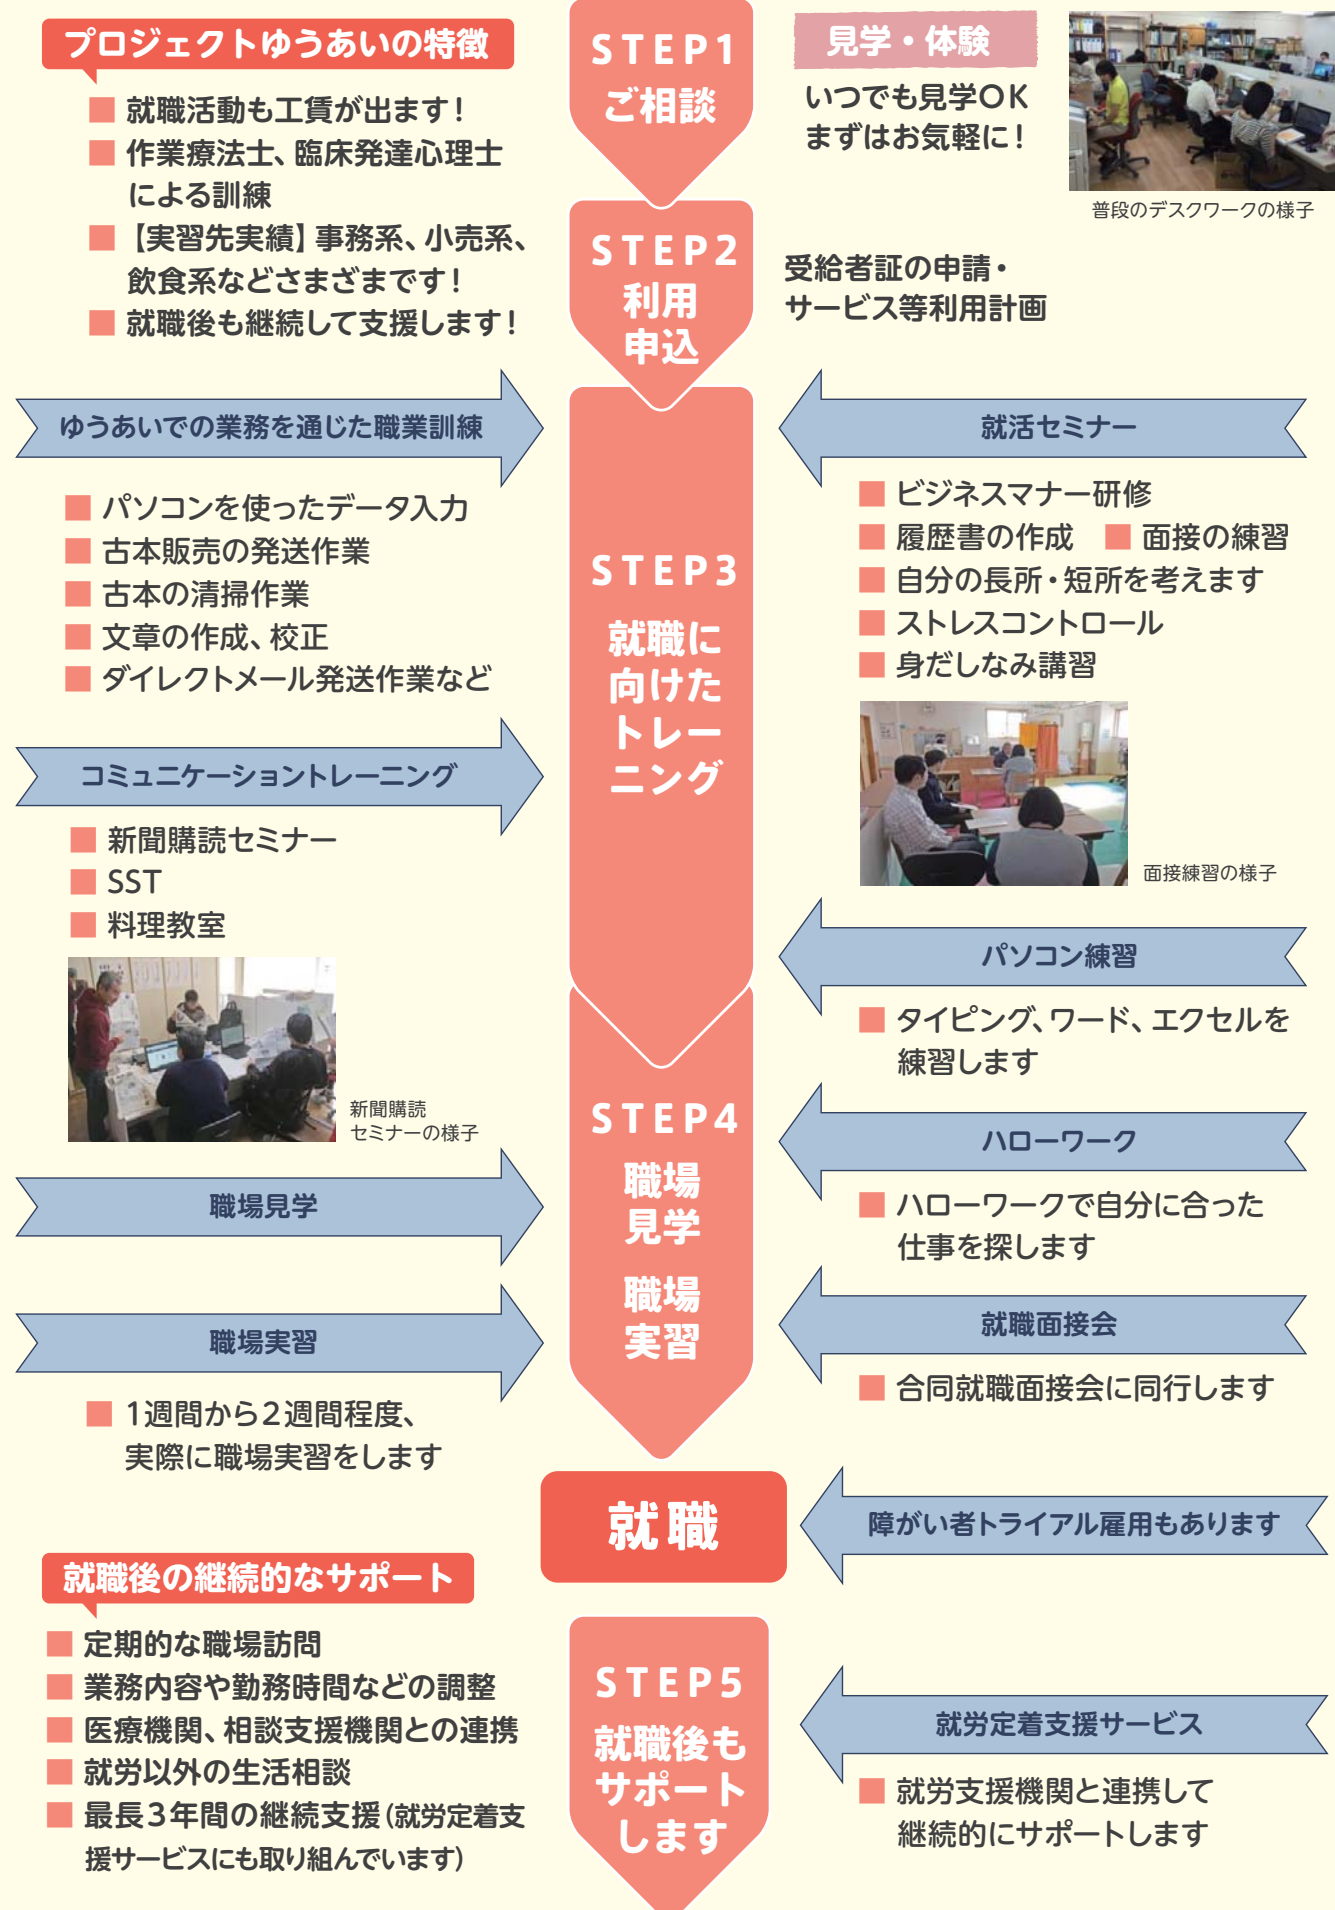 プロジェクトゆうあいの特徴
■ 就職活動も工賃が出ます！
■ 作業療法士、臨床発達心理士
による訓練
■ 【実習先実績】事務系、小売系、
飲食系などさまざまです！
■ 就職後も継続して支援します！
STEP1
ご相談
見学・体験
いつでも見学OK
まずはお気軽に！
普段のデスクワークの様子
STEP2
利用
申込
受給者証の申請・
サービス等利用計画
ゆうあいでの業務を通じた職業訓練
■ パソコンを使ったデータ入力
■ 古本販売の発送作業
■ 古本の清掃作業
■ 文章の作成、校正
■ ダイレクトメール発送作業など
コミュニケーショントレーニング
■ 新聞購読セミナー
■ SST
■ 料理教室
新聞購読
セミナーの様子
STEP3
就職に
向けた
トレー
ニング
就活セミナー
■ ビジネスマナー研修
■ 履歴書の作成 ■ 面接の練習
■ 自分の長所・短所を考えます
■ ストレスコントロール
■ 身だしなみ講習
面接練習の様子
パソコン練習
■ タイピング、ワード、エクセルを
練習します
職場見学
職場実習
■ 1週間から2週間程度、
実際に職場実習をします
STEP4
職場
見学
職場
実習
ハローワーク
■ ハローワークで自分に合った
仕事を探します
就職面接会
■ 合同就職面接会に同行します
就職
障がい者トライアル雇用もあります
就職後の継続的なサポート
■ 定期的な職場訪問
■ 業務内容や勤務時間などの調整
■ 医療機関、相談支援機関との連携
■ 就労以外の生活相談
■ 最長3年間の継続支援（就労定着支
援サービスにも取り組んでいます）
STEP5
就職後も
サポート
します
就労定着支援サービス
■ 就労支援機関と連携して
継続的にサポートします